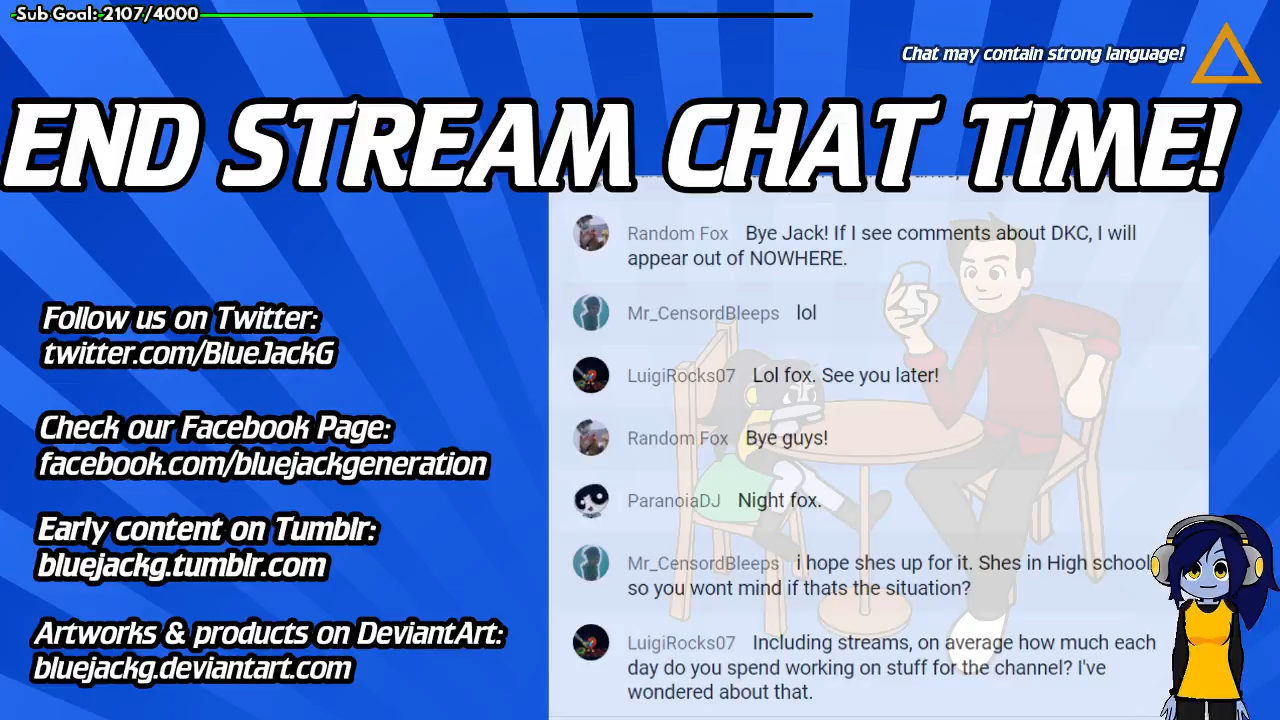 Sub Goal: 2107/4000
Chat may contain strong language!
END STREAM CHAT TIME!
Follow us on Twitter:
twitter.com/BlueJackG
Check our Facebook Page:
facebook.com/bluejackgeneration
Early content on Tumblr:
bluejackg.tumblr.com
Artworks & products on DeviantArt:
bluejackg.deviantart.com
Random Fox Bye Jack! If I see comments about DKC, I will
appear out of NOWHERE.
Mr_CensordBleeps lol
LuigiRocks07 Lol fox. See you later!
Random Fox Bye guys!
ParanoiaDJ Night fox.
Mr_CensordBleeps i hope shes up for it. Shes in High school
so you wont mind if thats the situation?
LuigiRocks07 Including streams, on average how much each
day do you spend working on stuff for the channel? I've
wondered about that.